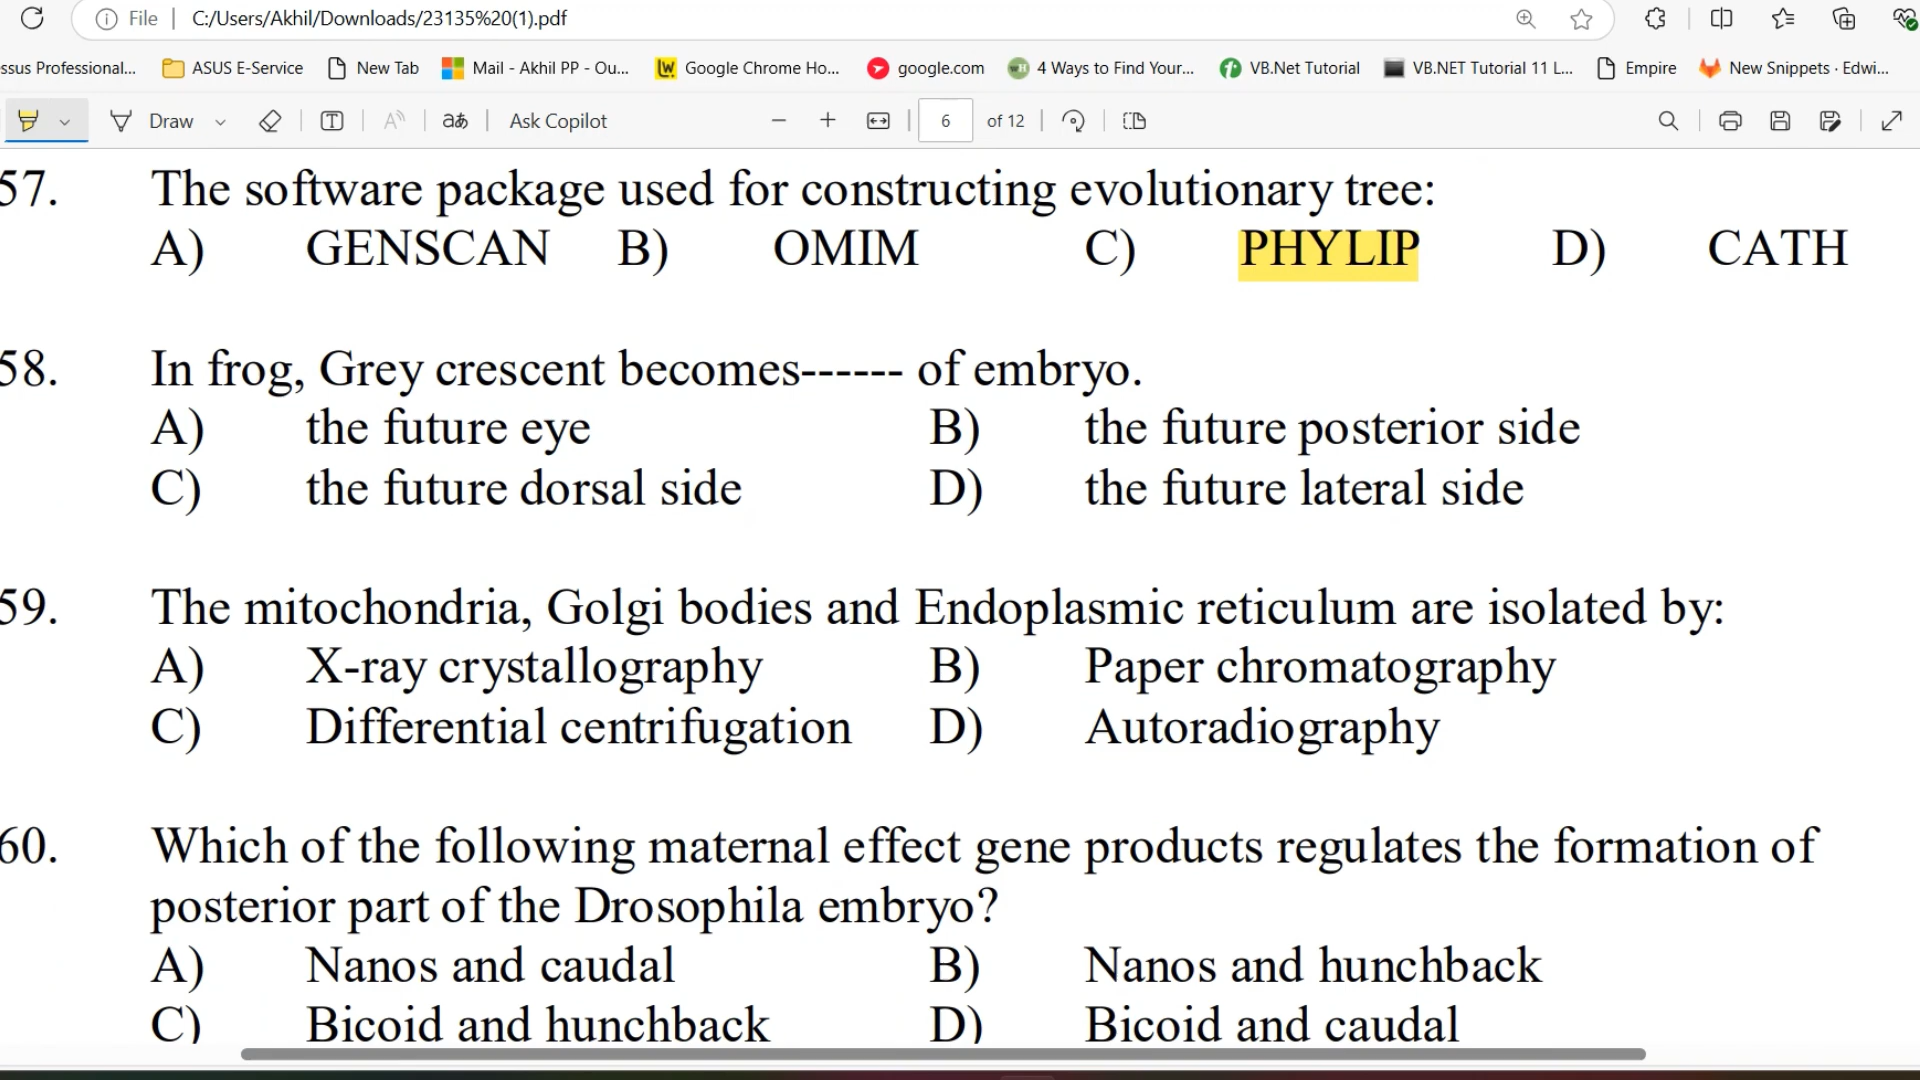 File C:/Users/Akhil/Downloads/23135%20(1).pdf
ssus Professional... ASUS E-Service New Tab Mail - Akhil PP - Ou... Google Chrome Ho... google.com 4 Ways to Find Your... VB.Net Tutorial VB.NET Tutorial 11 L... Empire New Snippets · Edwi...
Draw aあ Ask Copilot 6 of 12
57. The software package used for constructing evolutionary tree:
A) GENSCAN B) OMIM C) PHYLIP D) CATH
58. In frog, Grey crescent becomes------ of embryo.
A) the future eye B) the future posterior side
C) the future dorsal side D) the future lateral side
59. The mitochondria, Golgi bodies and Endoplasmic reticulum are isolated by:
A) X-ray crystallography B) Paper chromatography
C) Differential centrifugation D) Autoradiography
60. Which of the following maternal effect gene products regulates the formation of
posterior part of the Drosophila embryo?
A) Nanos and caudal B) Nanos and hunchback
C) Bicoid and hunchback D) Bicoid and caudal